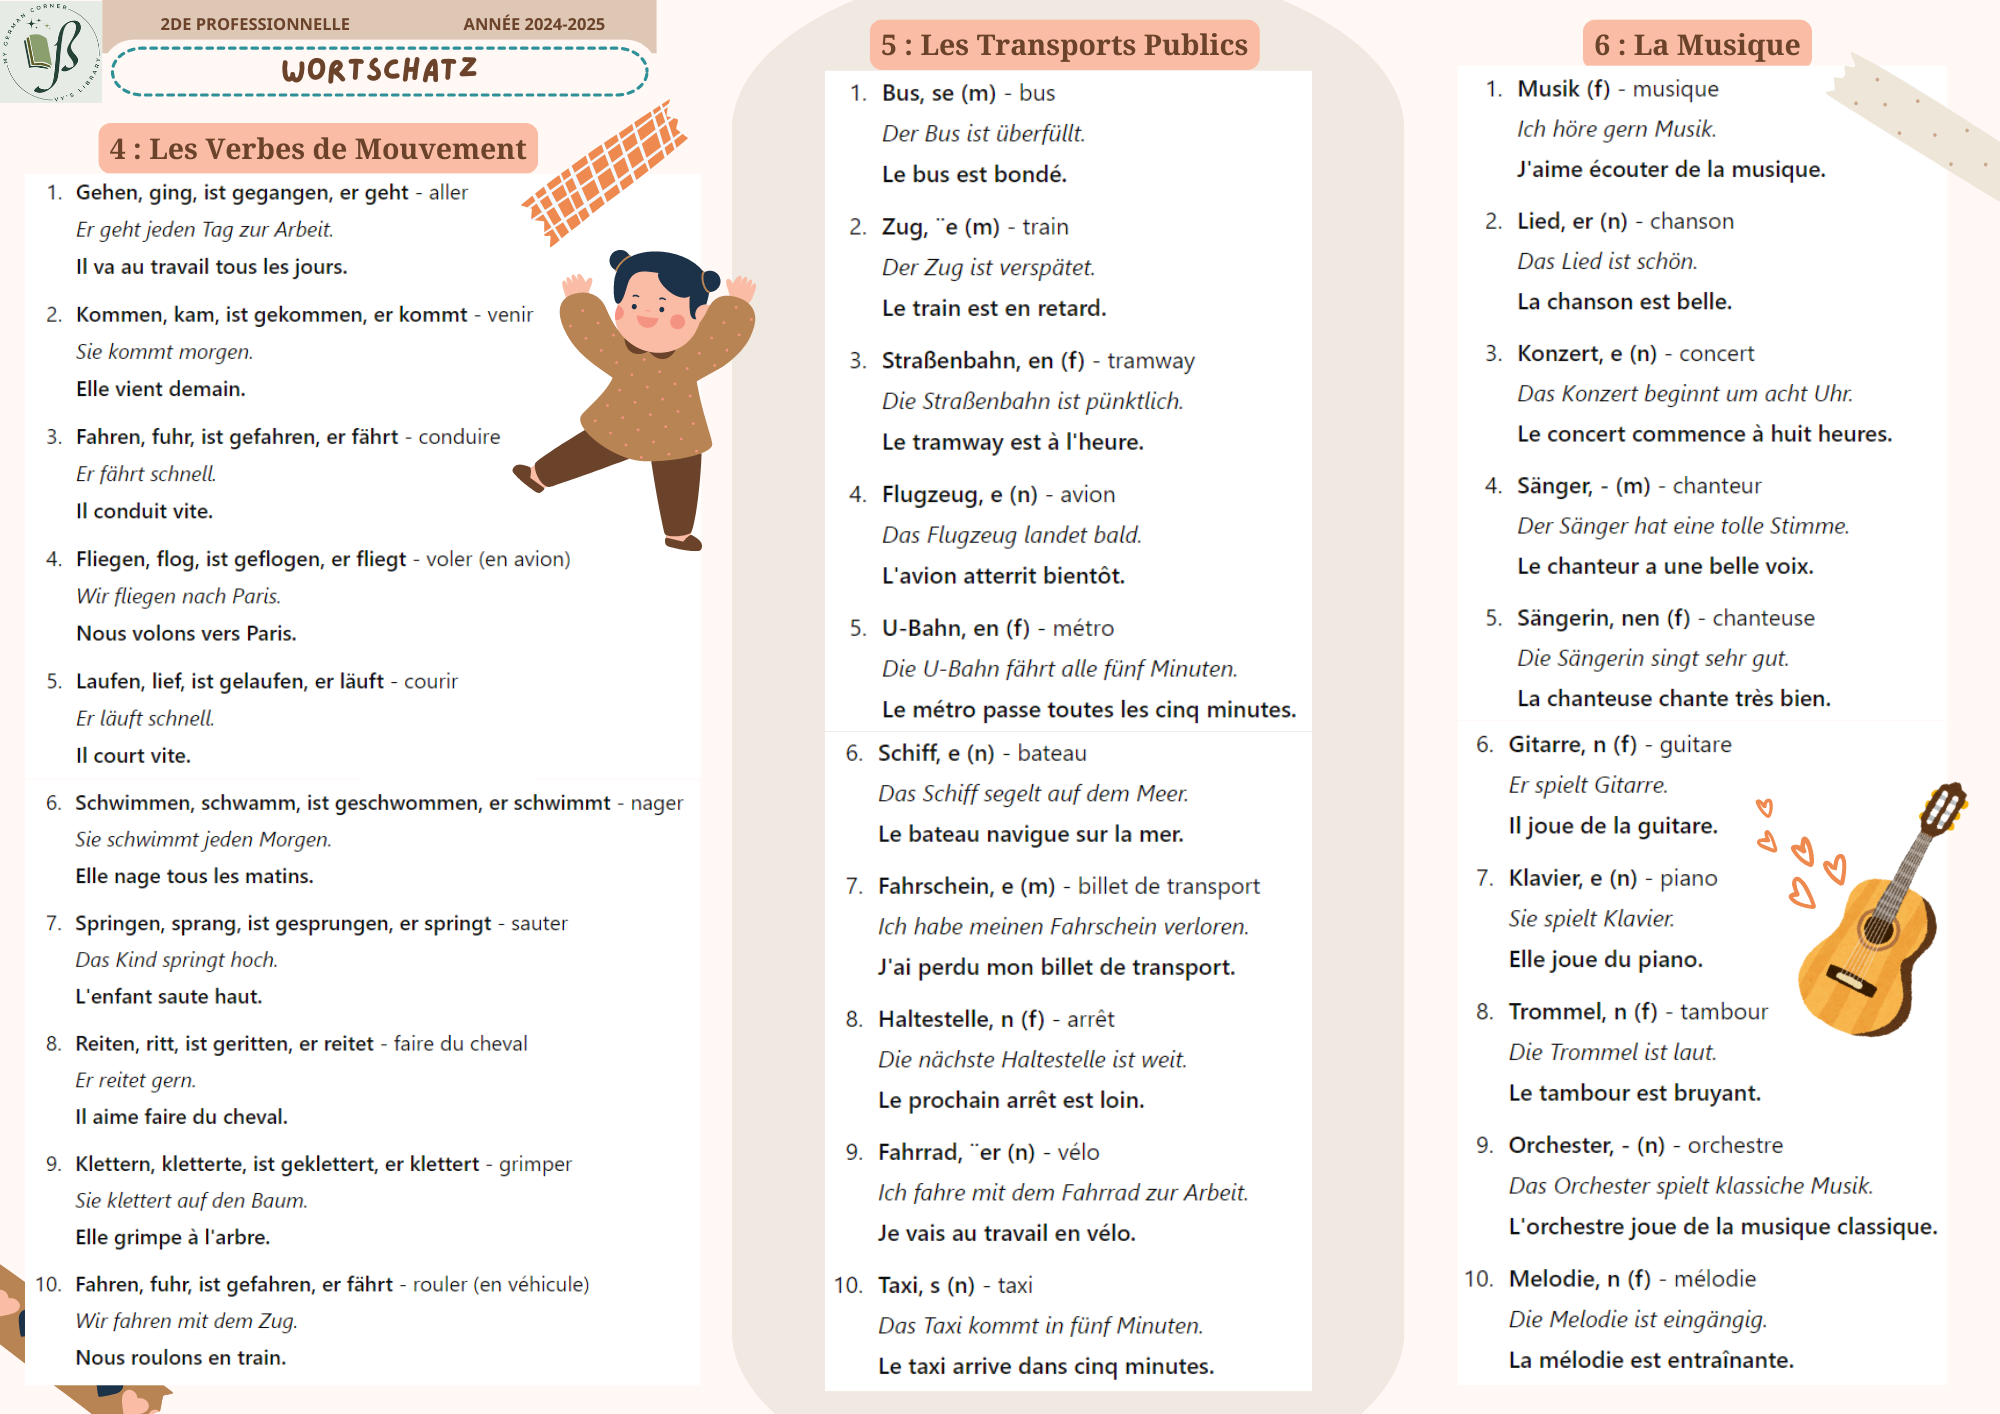 MY GERMAN CORNER
VY'S LIBRARY
2DE PROFESSIONNELLE
ANNÉE 2024-2025
WORTSCHATZ
4 : Les Verbes de Mouvement
1. Gehen, ging, ist gegangen, er geht - aller
Er geht jeden Tag zur Arbeit.
Il va au travail tous les jours.
2. Kommen, kam, ist gekommen, er kommt - venir
Sie kommt morgen.
Elle vient demain.
3. Fahren, fuhr, ist gefahren, er fährt - conduire
Er fährt schnell.
Il conduit vite.
4. Fliegen, flog, ist geflogen, er fliegt - voler (en avion)
Wir fliegen nach Paris.
Nous volons vers Paris.
5. Laufen, lief, ist gelaufen, er läuft - courir
Er läuft schnell.
Il court vite.
6. Schwimmen, schwamm, ist geschwommen, er schwimmt - nager
Sie schwimmt jeden Morgen.
Elle nage tous les matins.
7. Springen, sprang, ist gesprungen, er springt - sauter
Das Kind springt hoch.
L'enfant saute haut.
8. Reiten, ritt, ist geritten, er reitet - faire du cheval
Er reitet gern.
Il aime faire du cheval.
9. Klettern, kletterte, ist geklettert, er klettert - grimper
Sie klettert auf den Baum.
Elle grimpe à l'arbre.
10. Fahren, fuhr, ist gefahren, er fährt - rouler (en véhicule)
Wir fahren mit dem Zug.
Nous roulons en train.
5 : Les Transports Publics
1. Bus, se (m) - bus
Der Bus ist überfüllt.
Le bus est bondé.
2. Zug, ¨e (m) - train
Der Zug ist verspätet.
Le train est en retard.
3. Straßenbahn, en (f) - tramway
Die Straßenbahn ist pünktlich.
Le tramway est à l'heure.
4. Flugzeug, e (n) - avion
Das Flugzeug landet bald.
L'avion atterrit bientôt.
5. U-Bahn, en (f) - métro
Die U-Bahn fährt alle fünf Minuten.
Le métro passe toutes les cinq minutes.
6. Schiff, e (n) - bateau
Das Schiff segelt auf dem Meer.
Le bateau navigue sur la mer.
7. Fahrschein, e (m) - billet de transport
Ich habe meinen Fahrschein verloren.
J'ai perdu mon billet de transport.
8. Haltestelle, n (f) - arrêt
Die nächste Haltestelle ist weit.
Le prochain arrêt est loin.
9. Fahrrad, ¨er (n) - vélo
Ich fahre mit dem Fahrrad zur Arbeit.
Je vais au travail en vélo.
10. Taxi, s (n) - taxi
Das Taxi kommt in fünf Minuten.
Le taxi arrive dans cinq minutes.
6 : La Musique
1. Musik (f) - musique
Ich höre gern Musik.
J'aime écouter de la musique.
2. Lied, er (n) - chanson
Das Lied ist schön.
La chanson est belle.
3. Konzert, e (n) - concert
Das Konzert beginnt um acht Uhr.
Le concert commence à huit heures.
4. Sänger, - (m) - chanteur
Der Sänger hat eine tolle Stimme.
Le chanteur a une belle voix.
5. Sängerin, nen (f) - chanteuse
Die Sängerin singt sehr gut.
La chanteuse chante très bien.
6. Gitarre, n (f) - guitare
Er spielt Gitarre.
Il joue de la guitare.
7. Klavier, e (n) - piano
Sie spielt Klavier.
Elle joue du piano.
8. Trommel, n (f) - tambour
Die Trommel ist laut.
Le tambour est bruyant.
9. Orchester, - (n) - orchestre
Das Orchester spielt klassiche Musik.
L'orchestre joue de la musique classique.
10. Melodie, n (f) - mélodie
Die Melodie ist eingängig.
La mélodie est entraînante.